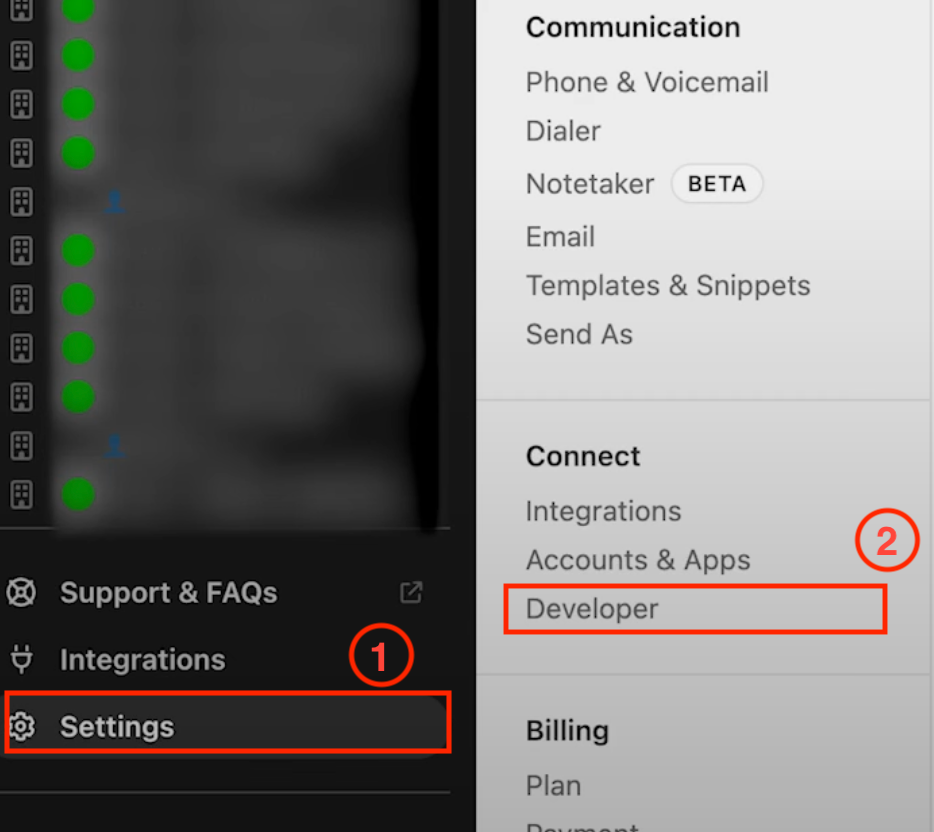 Support & FAQs
Integrations
1
Settings
Communication
Phone & Voicemail
Dialer
Notetaker BETA
Email
Templates & Snippets
Send As
Connect
Integrations
2
Accounts & Apps
Developer
Billing
Plan
Payment